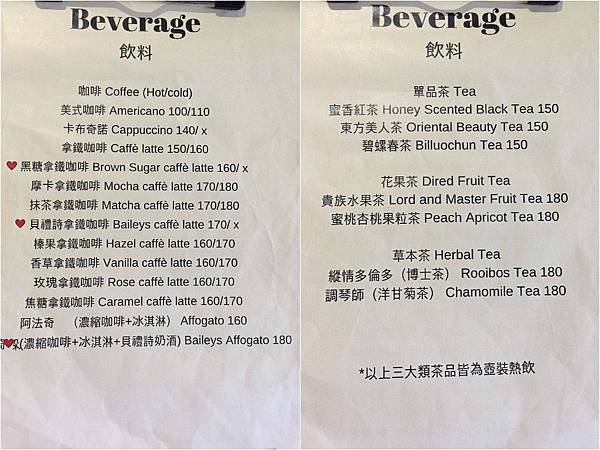 Beverage
飲料
咖啡 Coffee (Hot/cold)
美式咖啡 Americano 100/110
卡布奇諾 Cappuccino 140/ x
拿鐵咖啡 Caffè latte 150/160
黑糖拿鐵咖啡 Brown Sugar caffè latte 160/ x
摩卡拿鐵咖啡 Mocha caffè latte 170/180
抹茶拿鐵咖啡 Matcha caffè latte 170/180
貝禮詩拿鐵咖啡 Baileys caffè latte 170/ x
榛果拿鐵咖啡 Hazel caffè latte 160/170
香草拿鐵咖啡 Vanilla caffè latte 160/170
玫瑰拿鐵咖啡 Rose caffè latte 160/170
焦糖拿鐵咖啡 Caramel caffè latte 160/170
阿法奇 （濃縮咖啡+冰淇淋） Affogato 160
(濃縮咖啡+冰淇淋+貝禮詩奶酒) Baileys Affogato 180
Beverage
飲料
單品茶 Tea
蜜香紅茶 Honey Scented Black Tea 150
東方美人茶 Oriental Beauty Tea 150
碧螺春茶 Billuochun Tea 150
花果茶 Dired Fruit Tea
貴族水果茶 Lord and Master Fruit Tea 180
蜜桃杏桃果粒茶 Peach Apricot Tea 180
草本茶 Herbal Tea
縱情多倫多（博士茶） Rooibos Tea 180
調琴師（洋甘菊茶） Chamomile Tea 180
*以上三大類茶品皆為壺裝熱飲